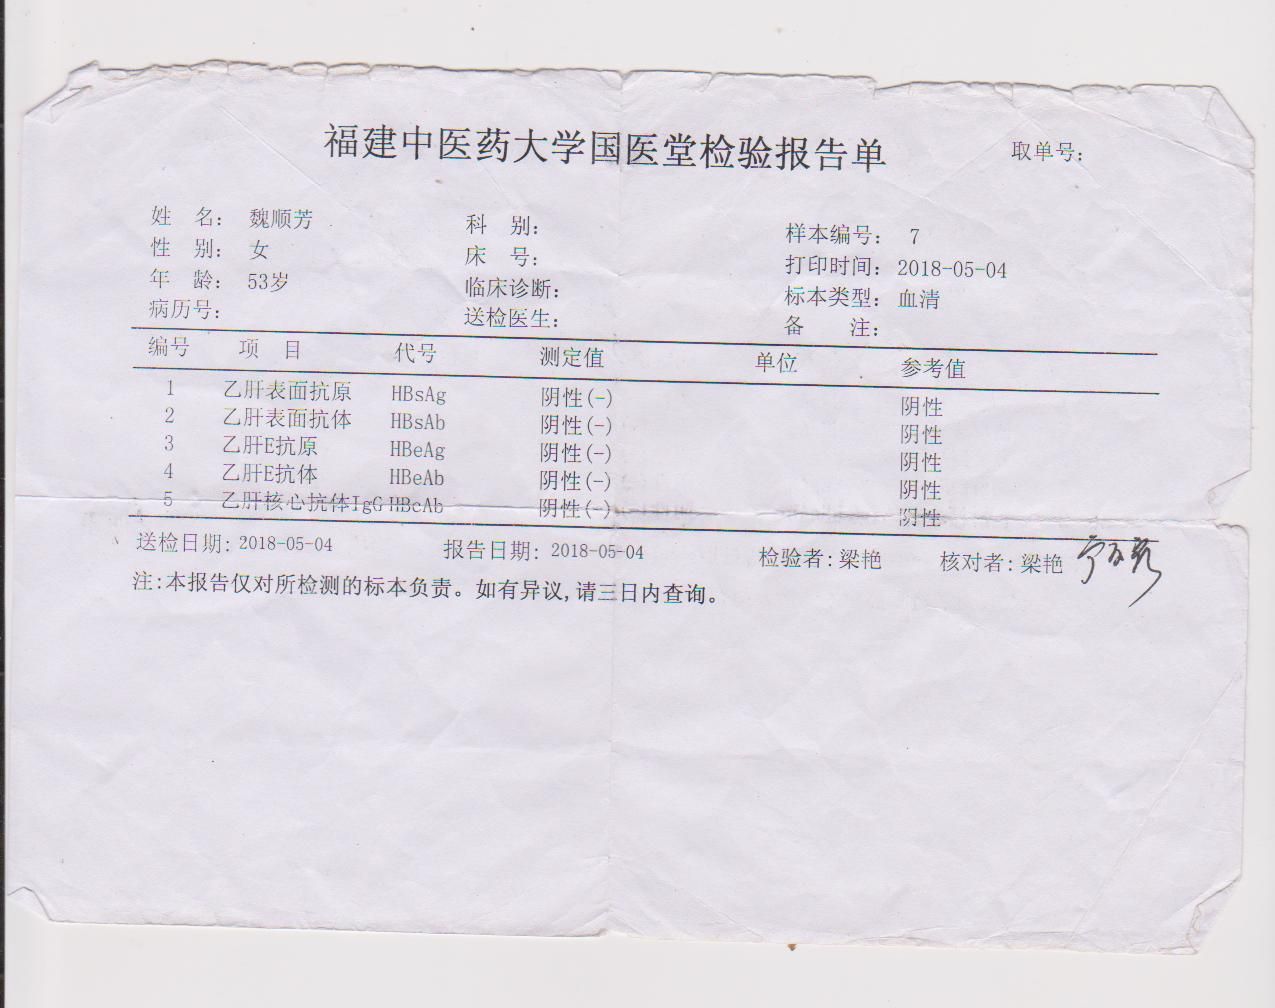 福建中医药大学国医堂检验报告单
取单号:
姓 名: 魏顺芳 科 别: 样本编号: 7
性 别: 女 床 号: 打印时间: 2018-05-04
年 龄: 53岁 临床诊断: 标本类型: 血清
病历号: 送检医生: 备 注:
编号 项 目 代号 测定值 单位 参考值
1 乙肝表面抗原 HBsAg 阴性(-) 阴性
2 乙肝表面抗体 HBsAb 阴性(-) 阴性
3 乙肝E抗原 HBeAg 阴性(-) 阴性
4 乙肝E抗体 HBeAb 阴性(-) 阴性
5 乙肝核心抗体IgG HBcAb 阴性(-) 阴性
送检日期: 2018-05-04 报告日期: 2018-05-04 检验者: 梁艳 核对者: 梁艳
注:本报告仅对所检测的标本负责。如有异议,请三日内查询。